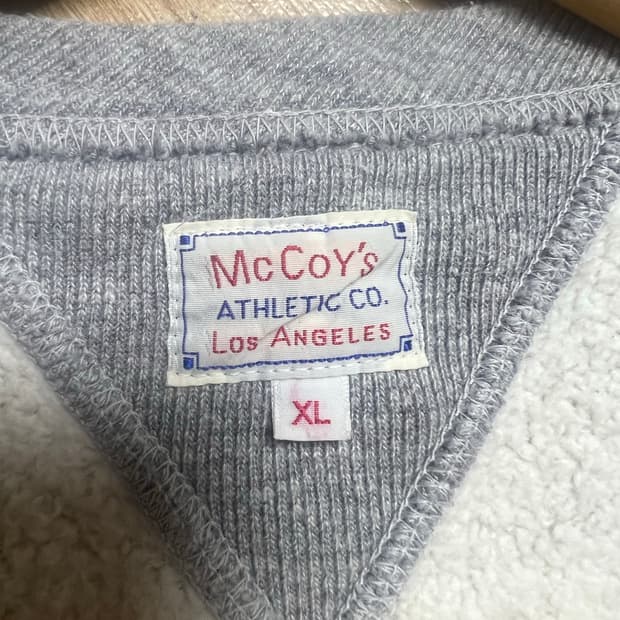 McCoy's
ATHLETIC CO.
Los Angeles
XL